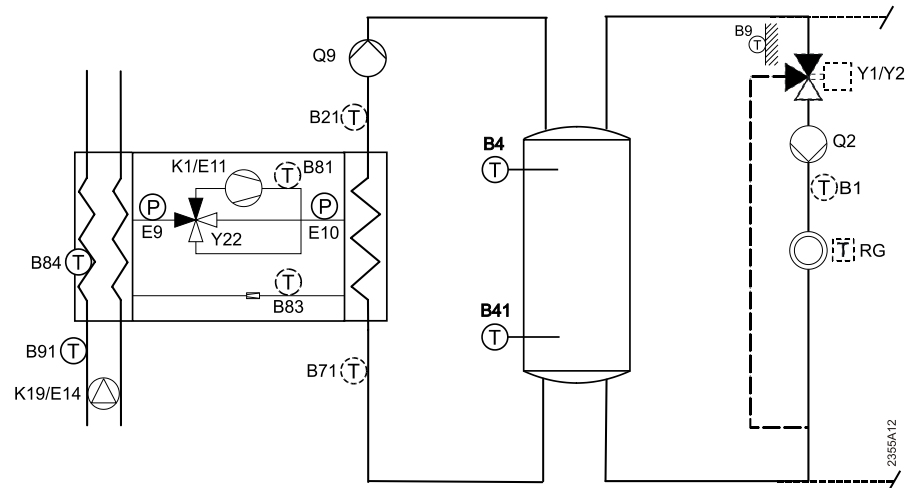 Q9
B9
T
Y1/Y2
B21
T
Q2
B4
T
K1/E11
T
B81
T
B1
P
P
E9
Y22
E10
B84
T
T
RG
T
B83
B41
T
B91
T
B71
T
K19/E14
2355A12